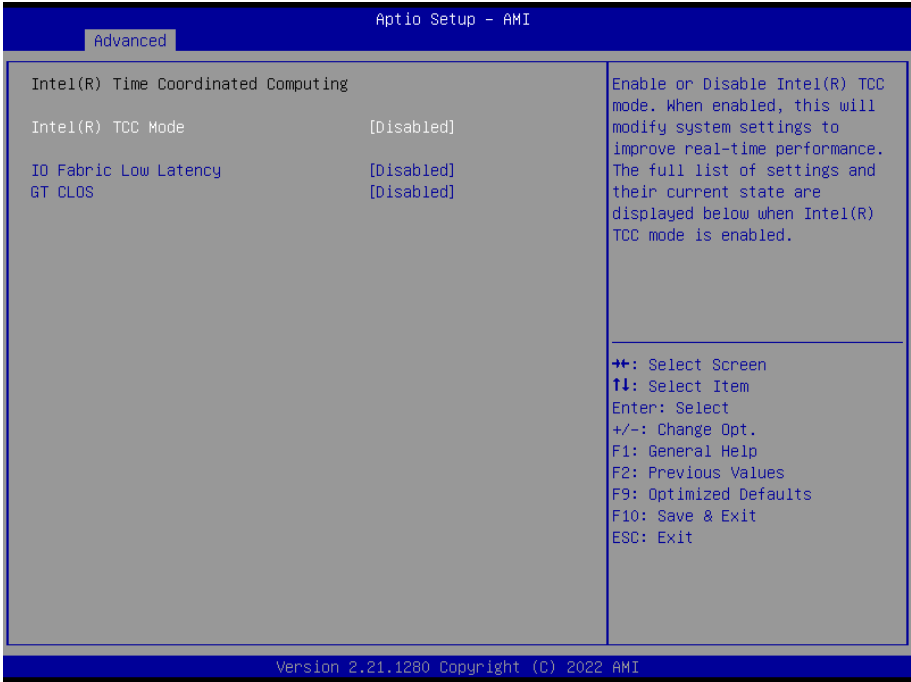 Aptio Setup – AMI
Advanced
Intel(R) Time Coordinated Computing
Intel(R) TCC Mode [Disabled]
IO Fabric Low Latency [Disabled]
GT CLOS [Disabled]
Enable or Disable Intel(R) TCC
mode. When enabled, this will
modify system settings to
improve real-time performance.
The full list of settings and
their current state are
displayed below when Intel(R)
TCC mode is enabled.
→←: Select Screen
↑↓: Select Item
Enter: Select
+/-: Change Opt.
F1: General Help
F2: Previous Values
F9: Optimized Defaults
F10: Save & Exit
ESC: Exit
Version 2.21.1280 Copyright (C) 2022 AMI